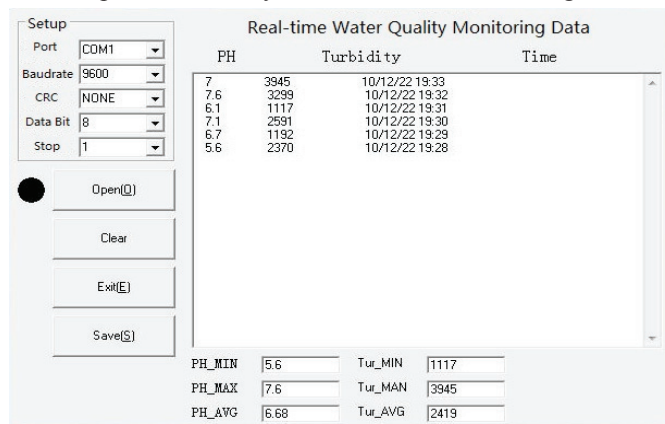 Setup
Port COM1
Baudrate 9600
CRC NONE
Data Bit 8
Stop 1
Open(O)
Clear
Exit(E)
Save(S)
Real-time Water Quality Monitoring Data
PH Turbidity Time
7 3945 10/12/22 19:33
7.6 3299 10/12/22 19:32
6.1 1117 10/12/22 19:31
7.1 2591 10/12/22 19:30
6.7 1192 10/12/22 19:29
5.6 2370 10/12/22 19:28
PH_MIN 5.6 Tur_MIN 1117
PH_MAX 7.6 Tur_MAN 3945
PH_AVG 6.68 Tur_AVG 2419